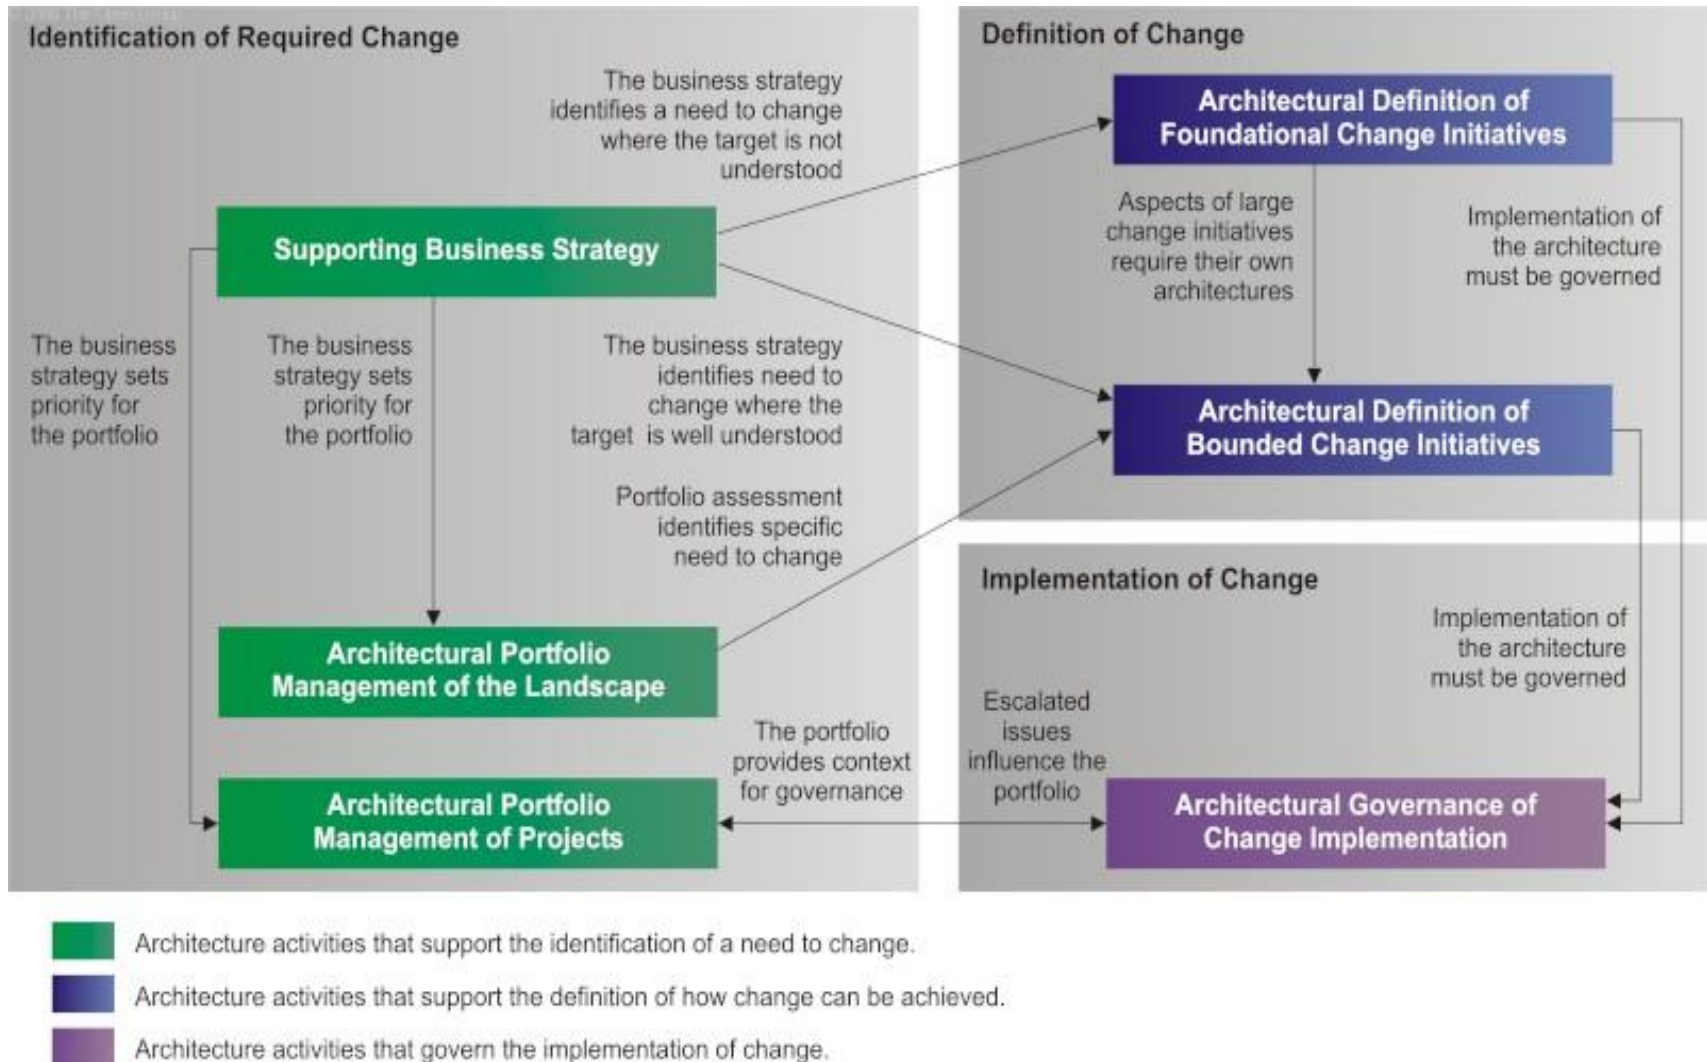 Identification of Required Change
The business strategy
identifies a need to change
where the target is not
understood
Supporting Business Strategy
The business
strategy sets
priority for
the portfolio
The business
strategy sets
priority for
the portfolio
The business strategy
identifies need to
change where the
target is well understood
Portfolio assessment
identifies specific
need to change
Architectural Portfolio
Management of the Landscape
The portfolio
provides context
for governance
Architectural Portfolio
Management of Projects
Definition of Change
Architectural Definition of
Foundational Change Initiatives
Aspects of large
change initiatives
require their own
architectures
Implementation of
the architecture
must be governed
Architectural Definition of
Bounded Change Initiatives
Implementation of Change
Implementation of
the architecture
must be governed
Escalated
issues
influence the
portfolio
Architectural Governance of
Change Implementation
Architecture activities that support the identification of a need to change.
Architecture activities that support the definition of how change can be achieved.
Architecture activities that govern the implementation of change.